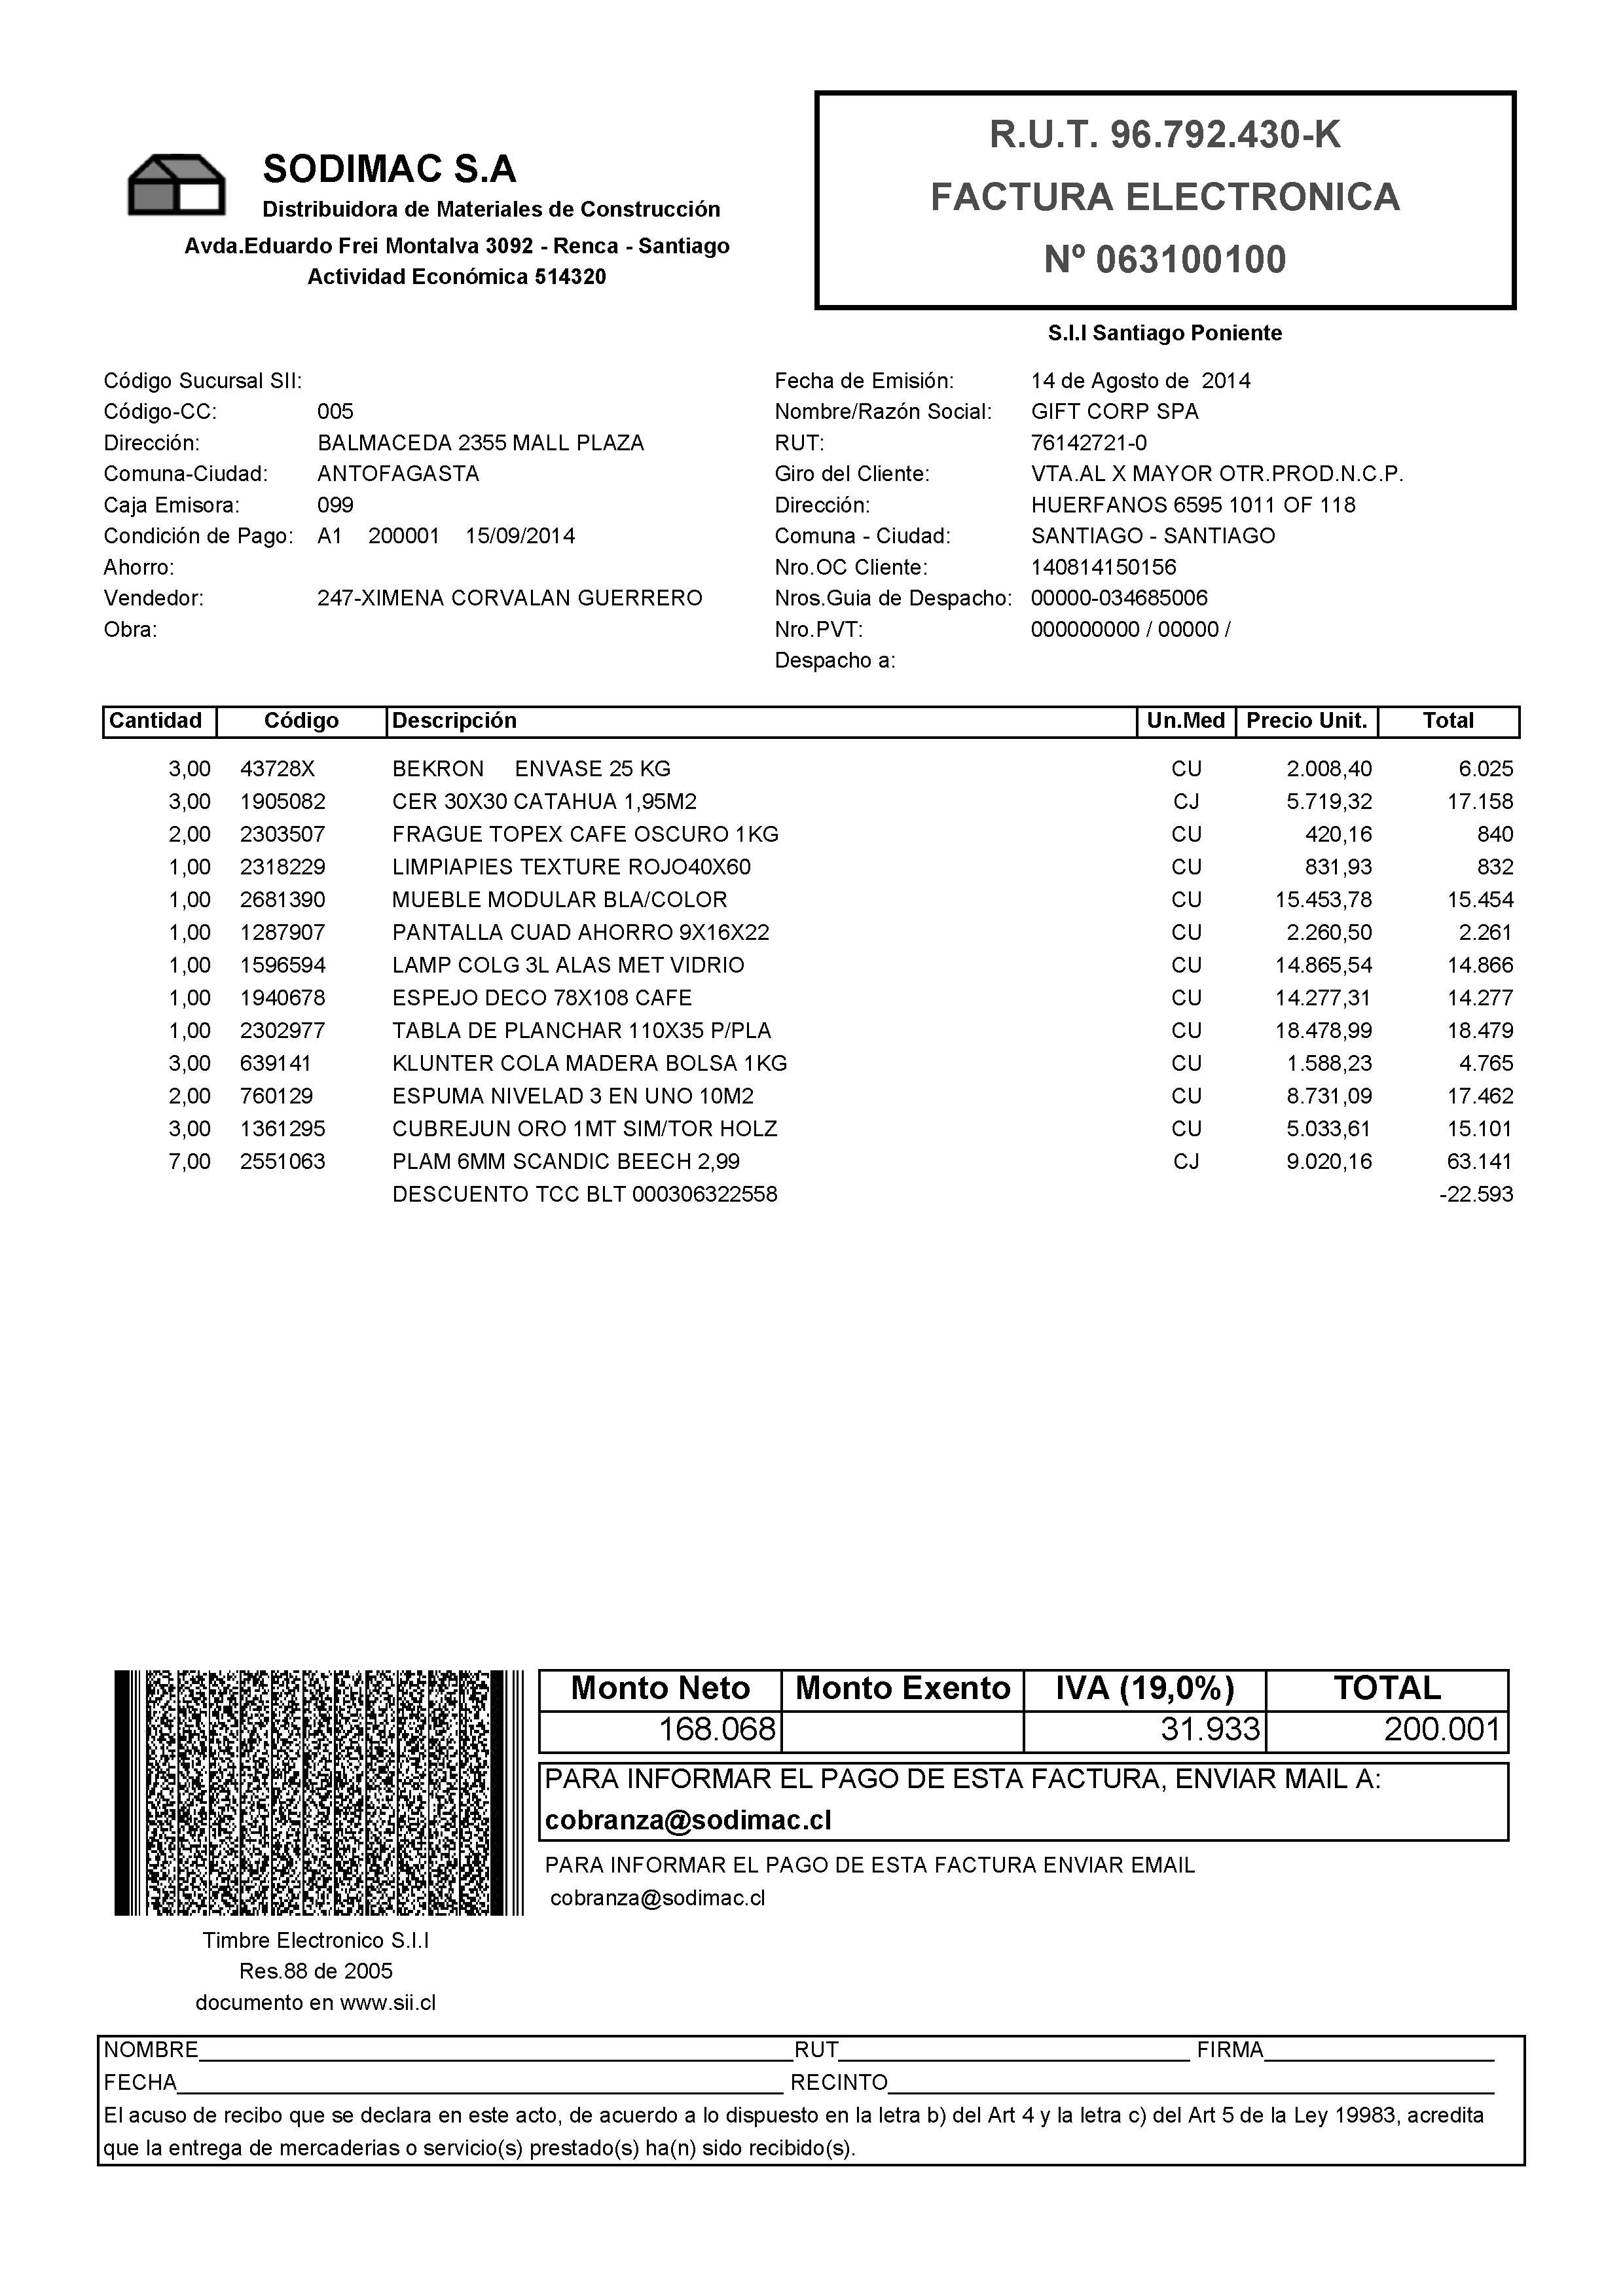 SODIMAC S.A
Distribuidora de Materiales de Construcción
Avda.Eduardo Frei Montalva 3092 - Renca - Santiago
Actividad Económica 514320
R.U.T. 96.792.430-K
FACTURA ELECTRONICA
Nº 063100100
S.I.I Santiago Poniente
Código Sucursal SII:
Código-CC: 005
Dirección: BALMACEDA 2355 MALL PLAZA
Comuna-Ciudad: ANTOFAGASTA
Caja Emisora: 099
Condición de Pago: A1 200001 15/09/2014
Ahorro:
Vendedor: 247-XIMENA CORVALAN GUERRERO
Obra:
Fecha de Emisión: 14 de Agosto de 2014
Nombre/Razón Social: GIFT CORP SPA
RUT: 76142721-0
Giro del Cliente: VTA.AL X MAYOR OTR.PROD.N.C.P.
Dirección: HUERFANOS 6595 1011 OF 118
Comuna - Ciudad: SANTIAGO - SANTIAGO
Nro.OC Cliente: 140814150156
Nros.Guia de Despacho: 00000-034685006
Nro.PVT: 000000000 / 00000 /
Despacho a:
Cantidad Código Descripción Un.Med Precio Unit. Total
3,00 43728X BEKRON ENVASE 25 KG CU 2.008,40 6.025
3,00 1905082 CER 30X30 CATAHUA 1,95M2 CJ 5.719,32 17.158
2,00 2303507 FRAGUE TOPEX CAFE OSCURO 1KG CU 420,16 840
1,00 2318229 LIMPIAPIES TEXTURE ROJO40X60 CU 831,93 832
1,00 2681390 MUEBLE MODULAR BLA/COLOR CU 15.453,78 15.454
1,00 1287907 PANTALLA CUAD AHORRO 9X16X22 CU 2.260,50 2.261
1,00 1596594 LAMP COLG 3L ALAS MET VIDRIO CU 14.865,54 14.866
1,00 1940678 ESPEJO DECO 78X108 CAFE CU 14.277,31 14.277
1,00 2302977 TABLA DE PLANCHAR 110X35 P/PLA CU 18.478,99 18.479
3,00 639141 KLUNTER COLA MADERA BOLSA 1KG CU 1.588,23 4.765
2,00 760129 ESPUMA NIVELAD 3 EN UNO 10M2 CU 8.731,09 17.462
3,00 1361295 CUBREJUN ORO 1MT SIM/TOR HOLZ CU 5.033,61 15.101
7,00 2551063 PLAM 6MM SCANDIC BEECH 2,99 CJ 9.020,16 63.141
DESCUENTO TCC BLT 000306322558 -22.593
Monto Neto Monto Exento IVA (19,0%) TOTAL
168.068 31.933 200.001
PARA INFORMAR EL PAGO DE ESTA FACTURA, ENVIAR MAIL A:
cobranza@sodimac.cl
PARA INFORMAR EL PAGO DE ESTA FACTURA ENVIAR EMAIL
cobranza@sodimac.cl
Timbre Electronico S.I.I
Res.88 de 2005
documento en www.sii.cl
NOMBRE RUT FIRMA
FECHA RECINTO
El acuso de recibo que se declara en este acto, de acuerdo a lo dispuesto en la letra b) del Art 4 y la letra c) del Art 5 de la Ley 19983, acredita
que la entrega de mercaderias o servicio(s) prestado(s) ha(n) sido recibido(s).